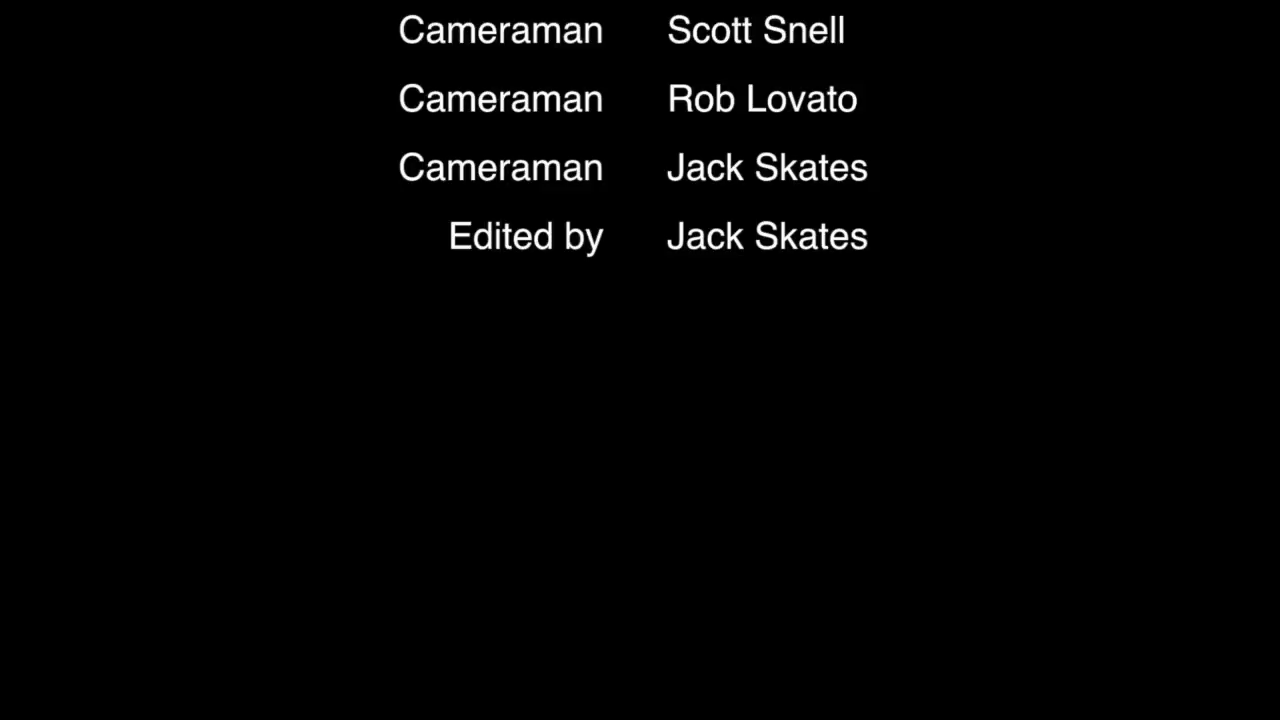 Cameraman Scott Snell
Cameraman Rob Lovato
Cameraman Jack Skates
Edited by Jack Skates